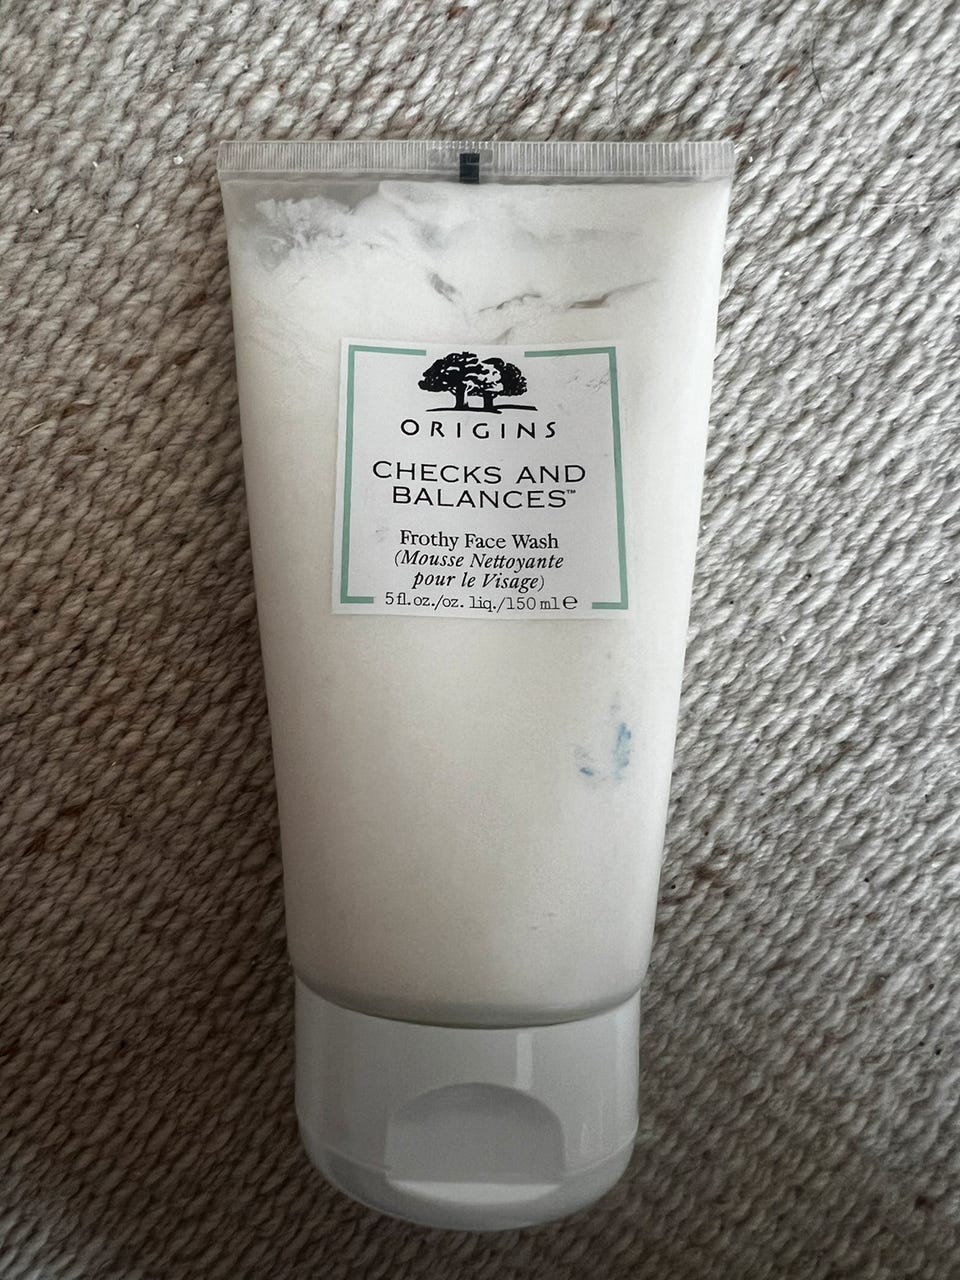 ORIGINS
CHECKS AND
BALANCES™
Frothy Face Wash
(Mousse Nettoyante
pour le Visage)
5 fl. oz./oz. liq./150 ml ℮